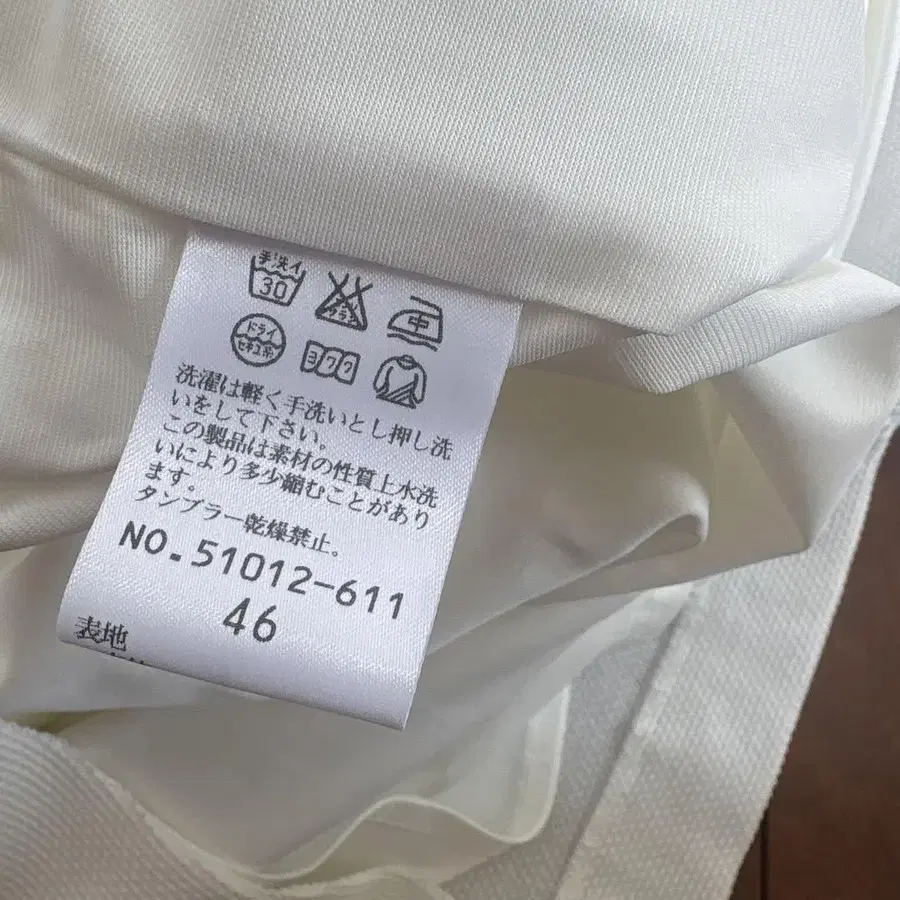 手洗イ
30
中
ドライ
セキユ系
ヨワク
洗濯は軽く手洗いとし押し洗
いをして下さい。
この製品は素材の性質上水洗
いにより多少縮むことがあり
ます。
タンブラー乾燥禁止。
NO.51012-611
46
表地